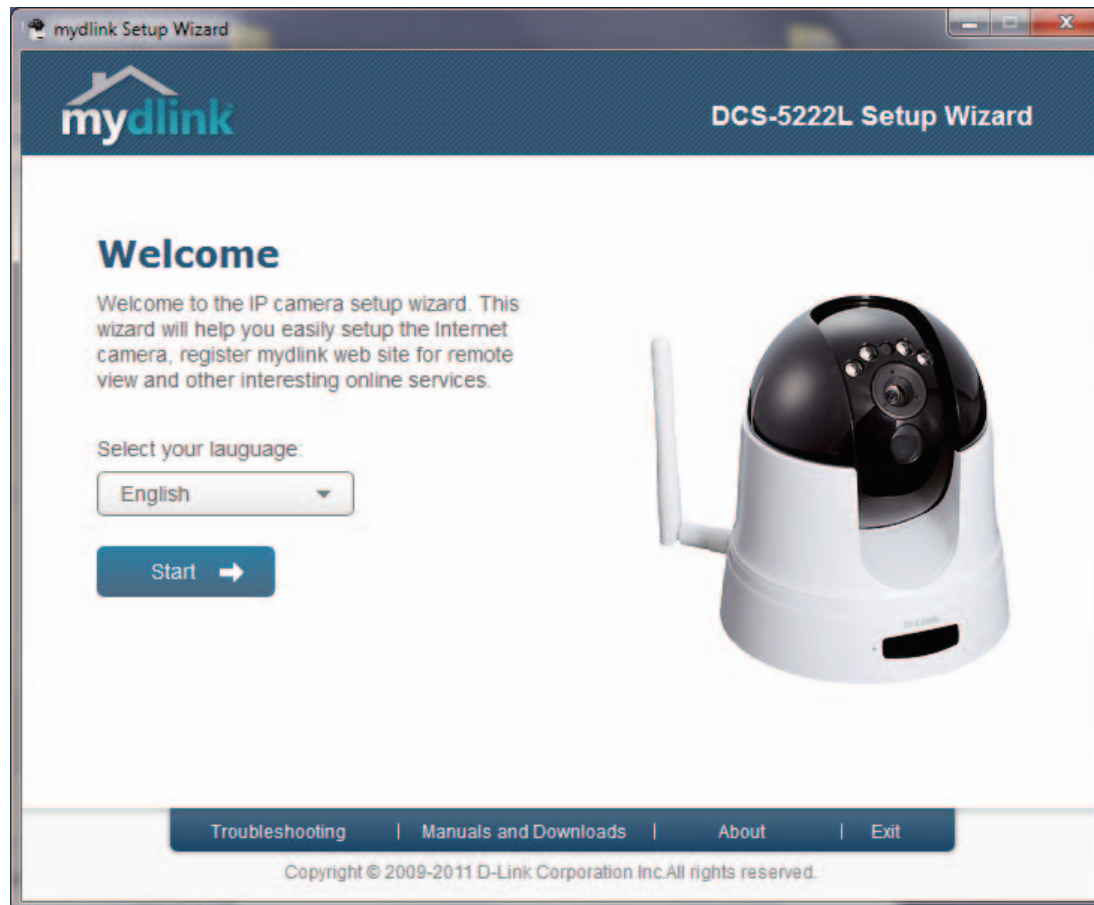 mydlink Setup Wizard
mydlink
DCS-5222L Setup Wizard
Welcome
Welcome to the IP camera setup wizard. This
wizard will help you easily setup the Internet
camera, register mydlink web site for remote
view and other interesting online services.
Select your lauguage:
English
Start
D-Link
Troubleshooting | Manuals and Downloads | About | Exit
Copyright © 2009-2011 D-Link Corporation Inc.All rights reserved.